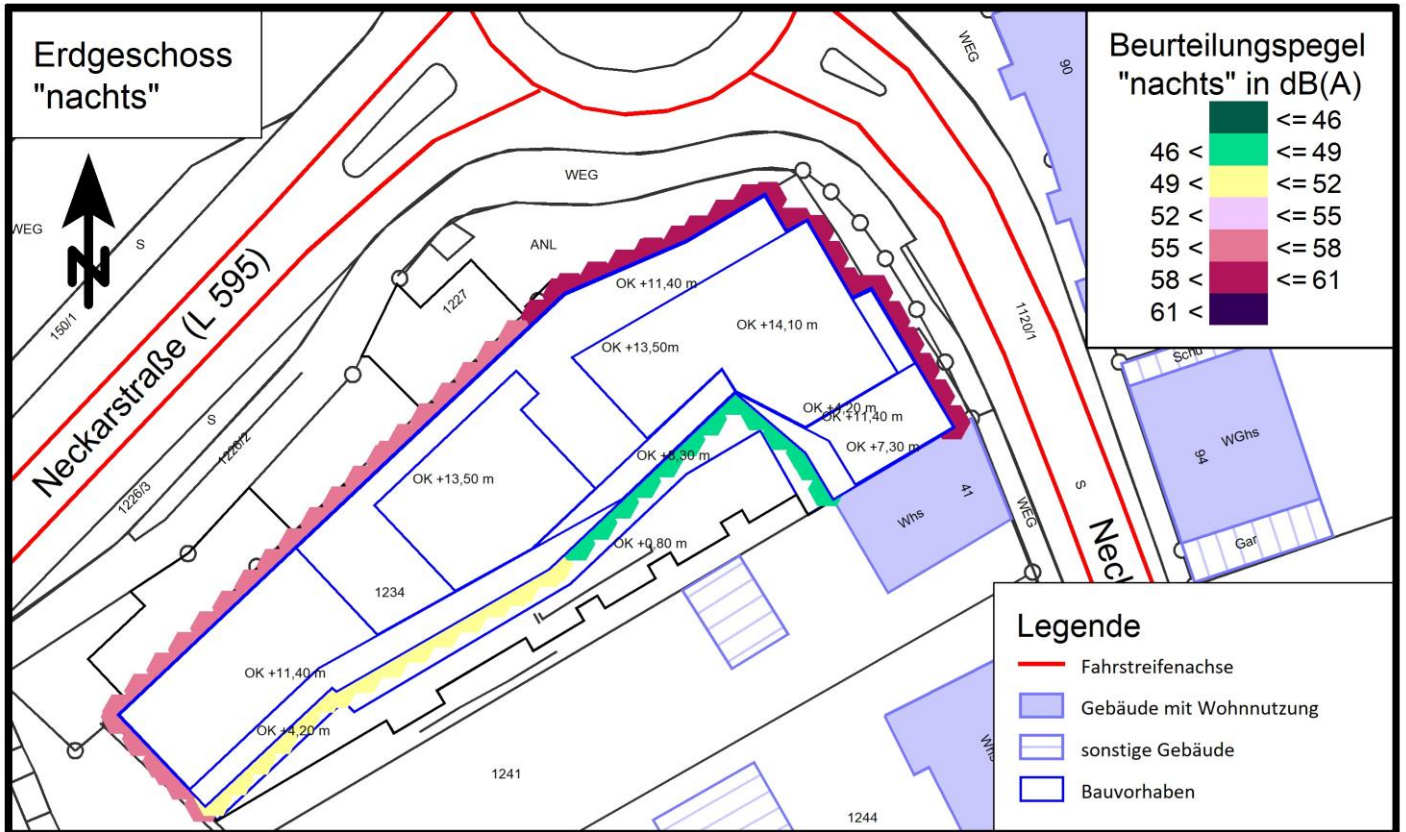 Erdgeschoss
"nachts"
Beurteilungspegel
"nachts" in dB(A)
<= 46
46 < <= 49
49 < <= 52
52 < <= 55
55 < <= 58
58 < <= 61
61 <
N
WEG
90
WEG
WEG
S
ANL
150/1
Neckarstraße (L 595)
1227
OK +11,40 m
1120/1
OK +14,10 m
OK +13,50m
Schu
S
1226/2
1226/3
OK +4,20 m
OK +11,40 m
OK +7,30 m
WGhs
94
OK +8,30 m
OK +13,50 m
S
41
Whs
WEG
Neck
Gar
OK +0,80 m
1234
OK +11,40 m
OK +4,20 m
1241
1244
Whs
Legende
Fahrstreifenachse
Gebäude mit Wohnnutzung
sonstige Gebäude
Bauvorhaben